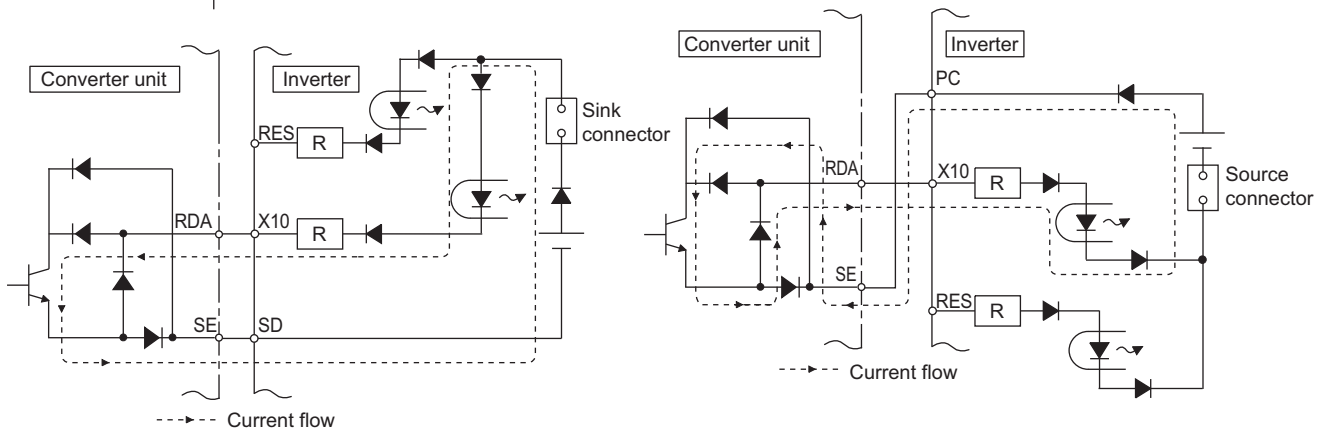 Converter unit
Inverter
RES
R
Sink
connector
RDA
X10
R
SE
SD
Current flow
Converter unit
Inverter
PC
RDA
X10
R
Source
connector
SE
RES
R
Current flow